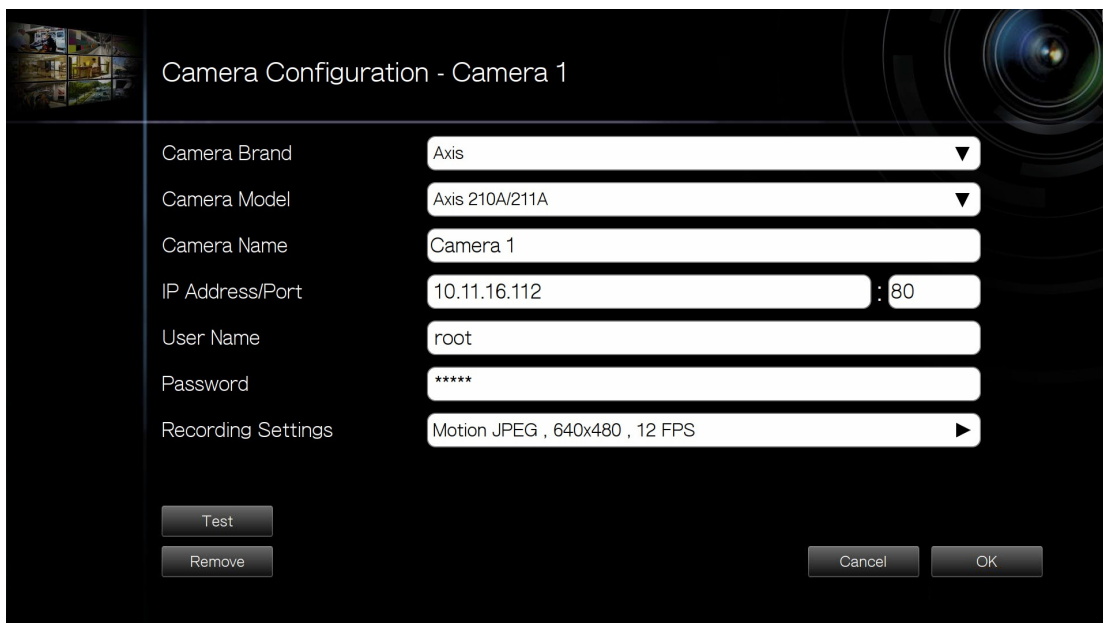 Camera Configuration - Camera 1
Camera Brand Axis ▼
Camera Model Axis 210A/211A ▼
Camera Name Camera 1
IP Address/Port 10.11.16.112 : 80
User Name root
Password *****
Recording Settings Motion JPEG , 640x480 , 12 FPS ►
Test
Remove Cancel OK